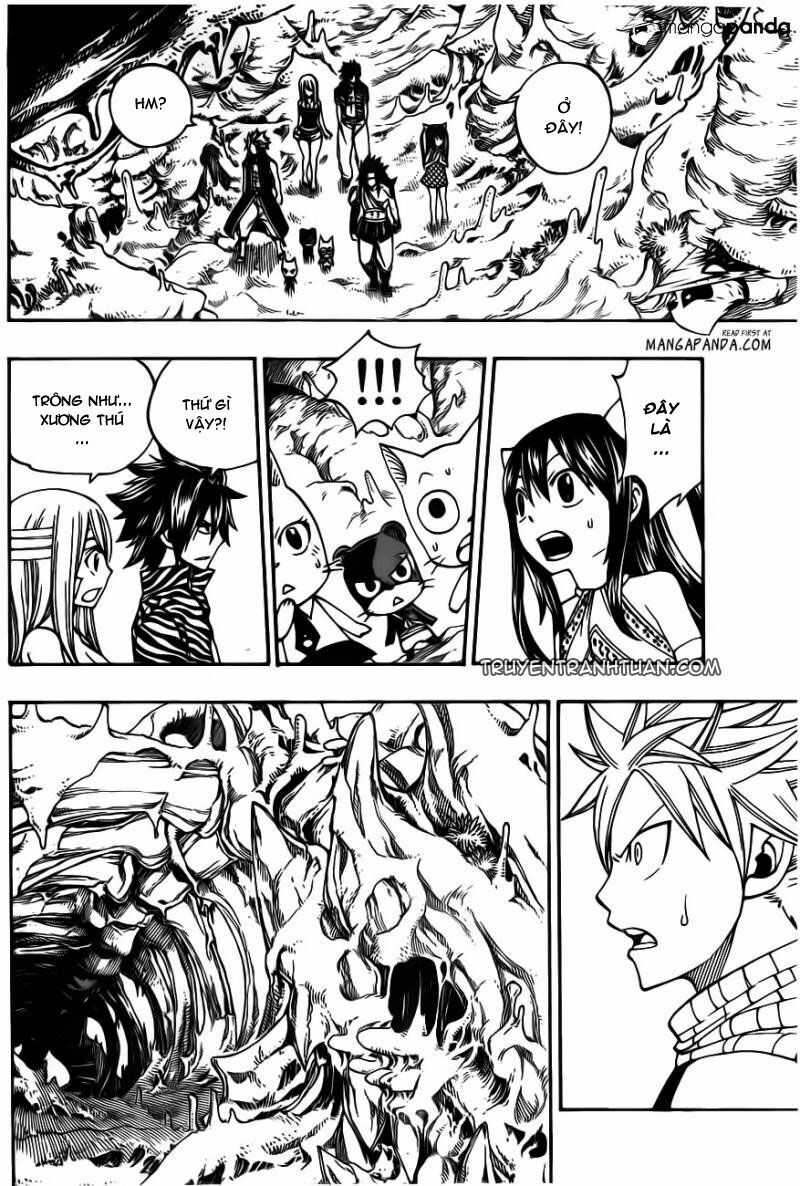 mangapanda
HM?
Ở
ĐÂY!
READ FIRST AT
MANGAPANDA.COM
TRÔNG NHƯ...
XƯƠNG THÚ
...
THỨ GÌ
VẬY?!
!!!
ĐÂY
LÀ
...
TRUYENTRANHTUAN.COM